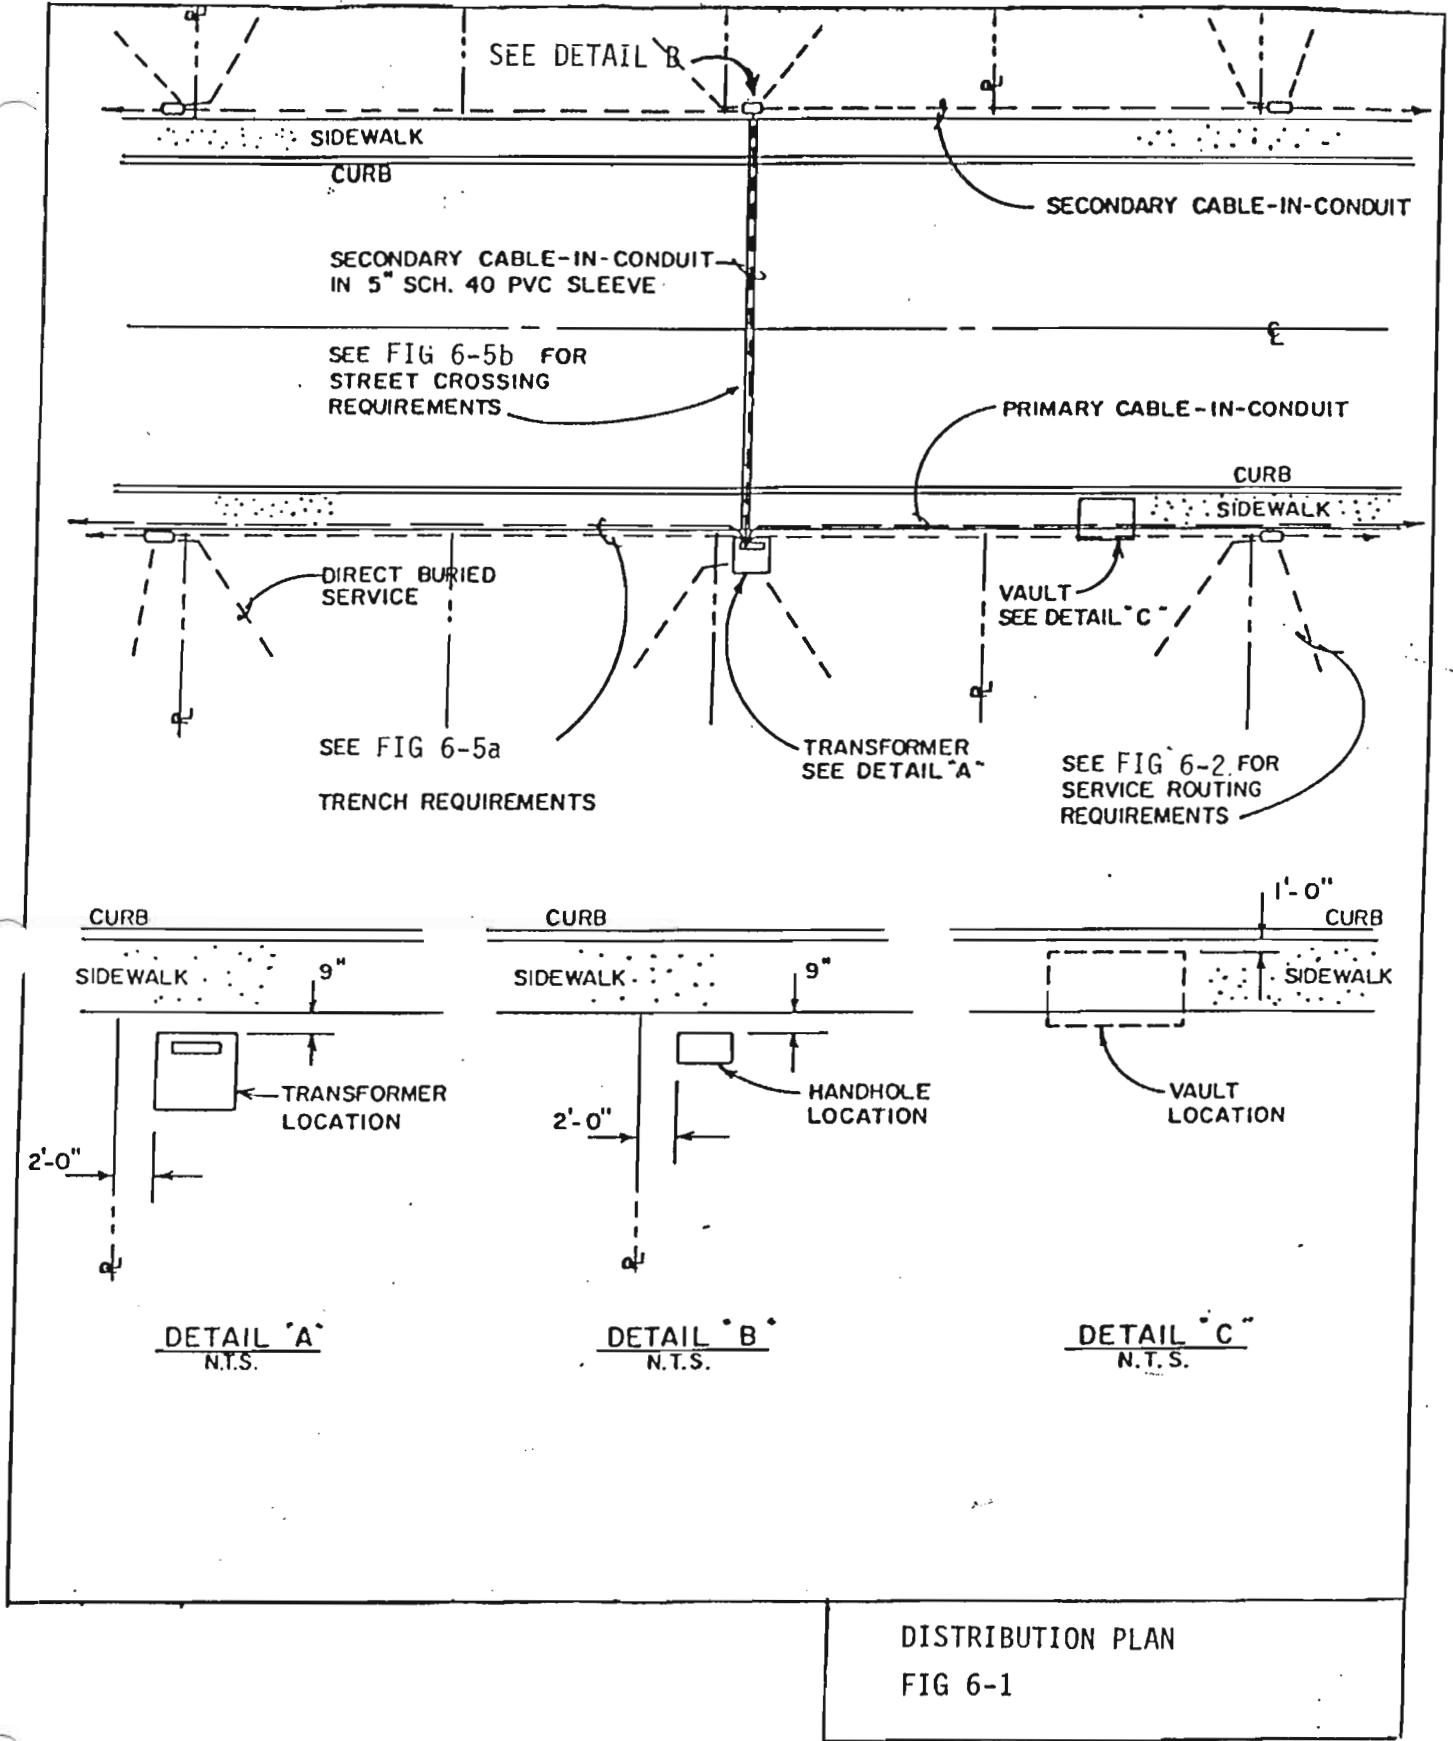 SEE DETAIL B
SIDEWALK
CURB
SECONDARY CABLE-IN-CONDUIT
SECONDARY CABLE-IN-CONDUIT
IN 5" SCH. 40 PVC SLEEVE
SEE FIG 6-5b FOR
STREET CROSSING
REQUIREMENTS
PRIMARY CABLE-IN-CONDUIT
CURB
SIDEWALK
DIRECT BURIED
SERVICE
VAULT
SEE DETAIL "C"
SEE FIG 6-5a
TRENCH REQUIREMENTS
TRANSFORMER
SEE DETAIL "A"
SEE FIG 6-2 FOR
SERVICE ROUTING
REQUIREMENTS
CURB
SIDEWALK
9"
TRANSFORMER
LOCATION
2'-0"
DETAIL "A"
N.T.S.
CURB
SIDEWALK
9"
HANDHOLE
LOCATION
2'-0"
DETAIL "B"
N.T.S.
1'-0"
CURB
SIDEWALK
VAULT
LOCATION
DETAIL "C"
N.T.S.
DISTRIBUTION PLAN
FIG 6-1